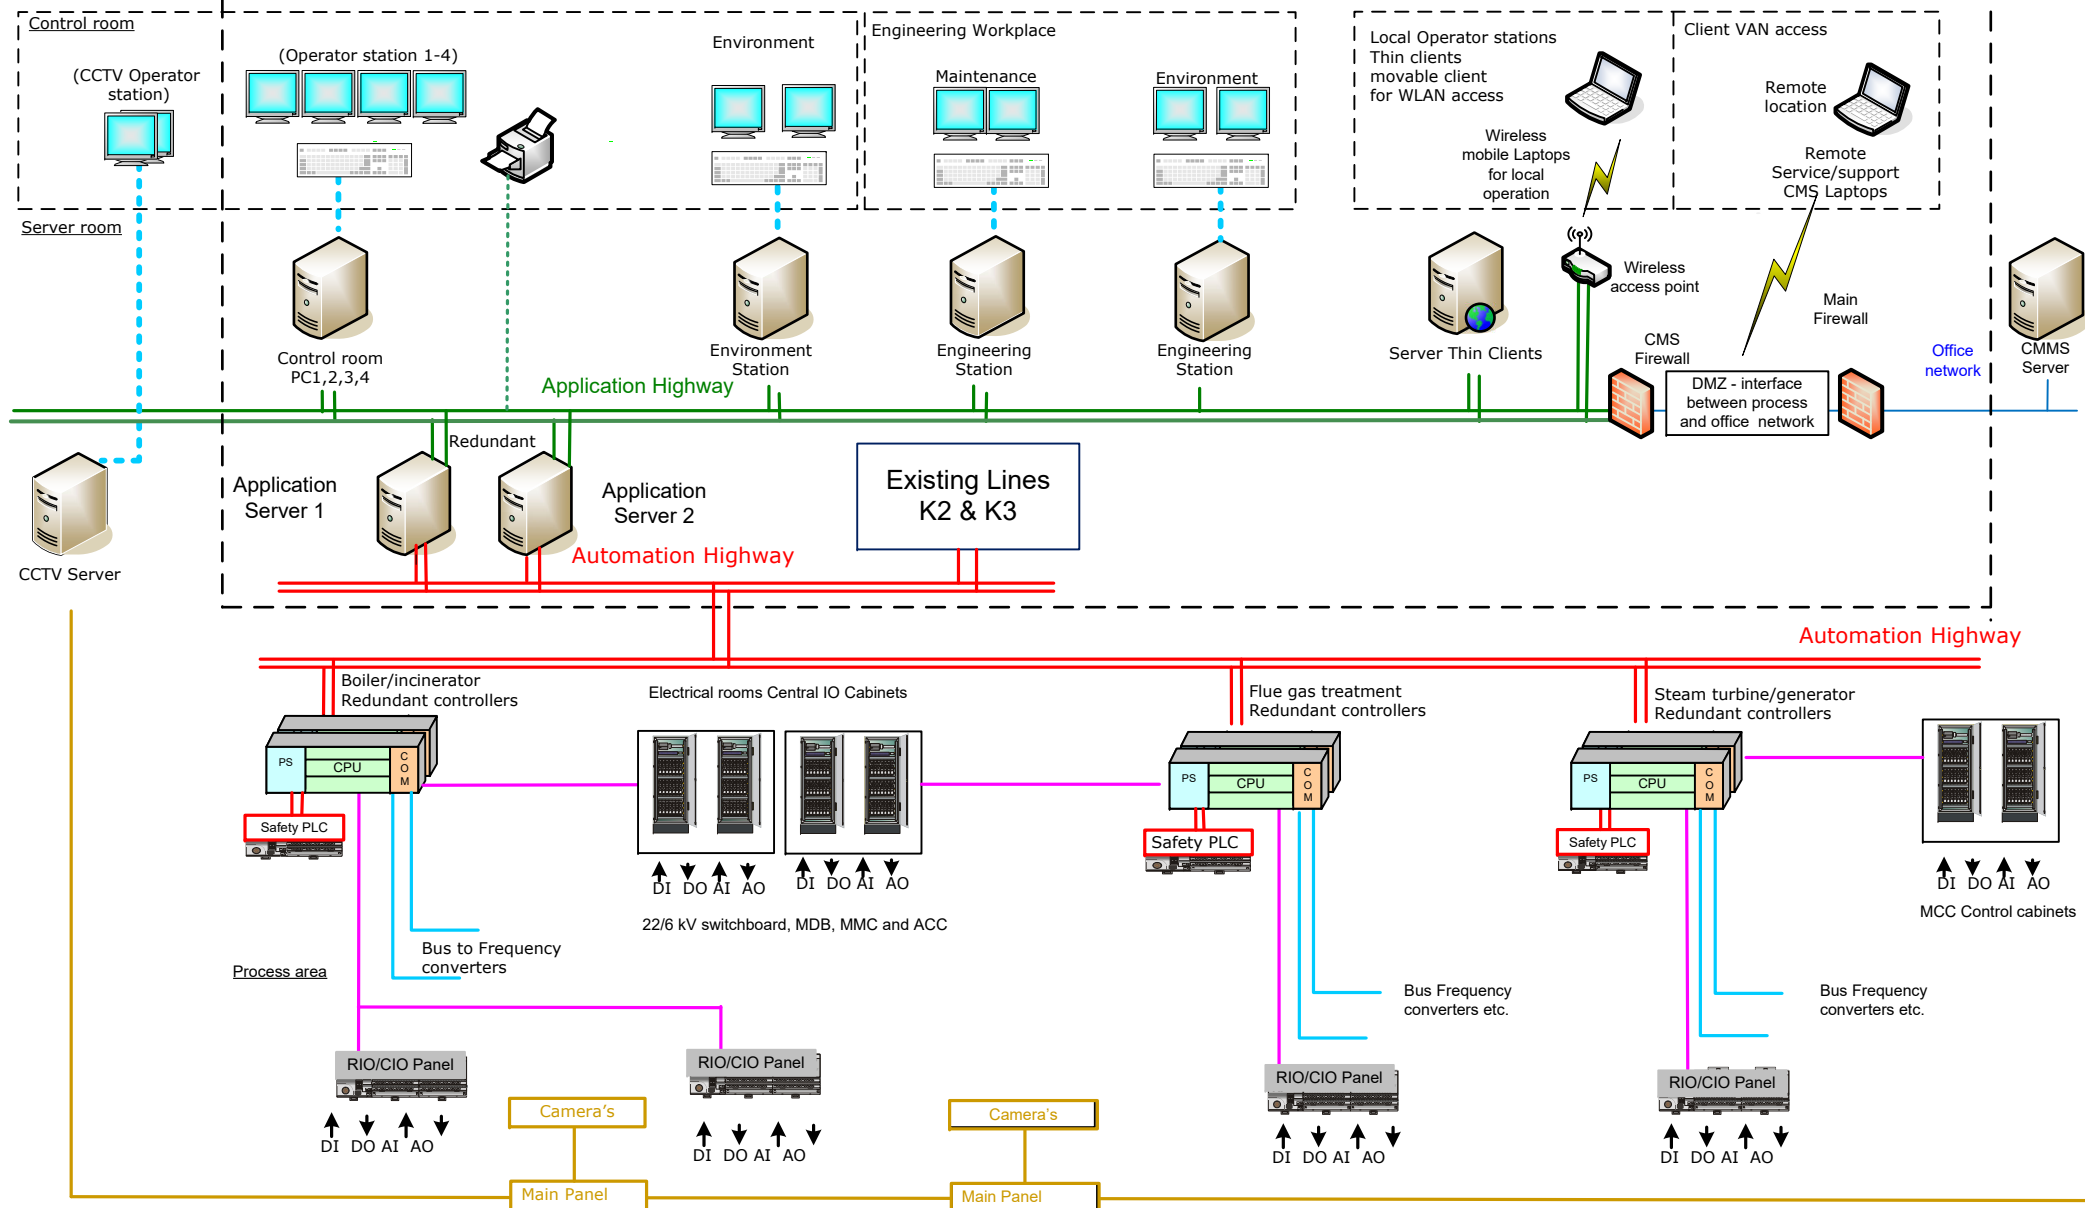 Control room
(CCTV Operator
station)
(Operator station 1-4)
Environment
Engineering Workplace
Maintenance
Environment
Local Operator stations
Thin clients
movable client
for WLAN access
Wireless
mobile Laptops
for local
operation
Client VAN access
Remote
location
Remote
Service/support
CMS Laptops
Server room
Control room
PC1,2,3,4
Environment
Station
Engineering
Station
Engineering
Station
Server Thin Clients
Wireless
access point
CMS
Firewall
Main
Firewall
DMZ - interface
between process
and office network
Office
network
CMMS
Server
Application Highway
Redundant
CCTV Server
Application
Server 1
Application
Server 2
Existing Lines
K2 & K3
Automation Highway
Automation Highway
Boiler/incinerator
Redundant controllers
Electrical rooms Central IO Cabinets
Flue gas treatment
Redundant controllers
Steam turbine/generator
Redundant controllers
PS
CPU
C
O
M
Safety PLC
PS
CPU
C
O
M
Safety PLC
PS
CPU
C
O
M
Safety PLC
DI DO AI AO
DI DO AI AO
DI DO AI AO
22/6 kV switchboard, MDB, MMC and ACC
MCC Control cabinets
Bus to Frequency
converters
Process area
Bus Frequency
converters etc.
Bus Frequency
converters etc.
RIO/CIO Panel
RIO/CIO Panel
RIO/CIO Panel
RIO/CIO Panel
DI DO AI AO
DI DO AI AO
DI DO AI AO
DI DO AI AO
Camera's
Camera's
Main Panel
Main Panel